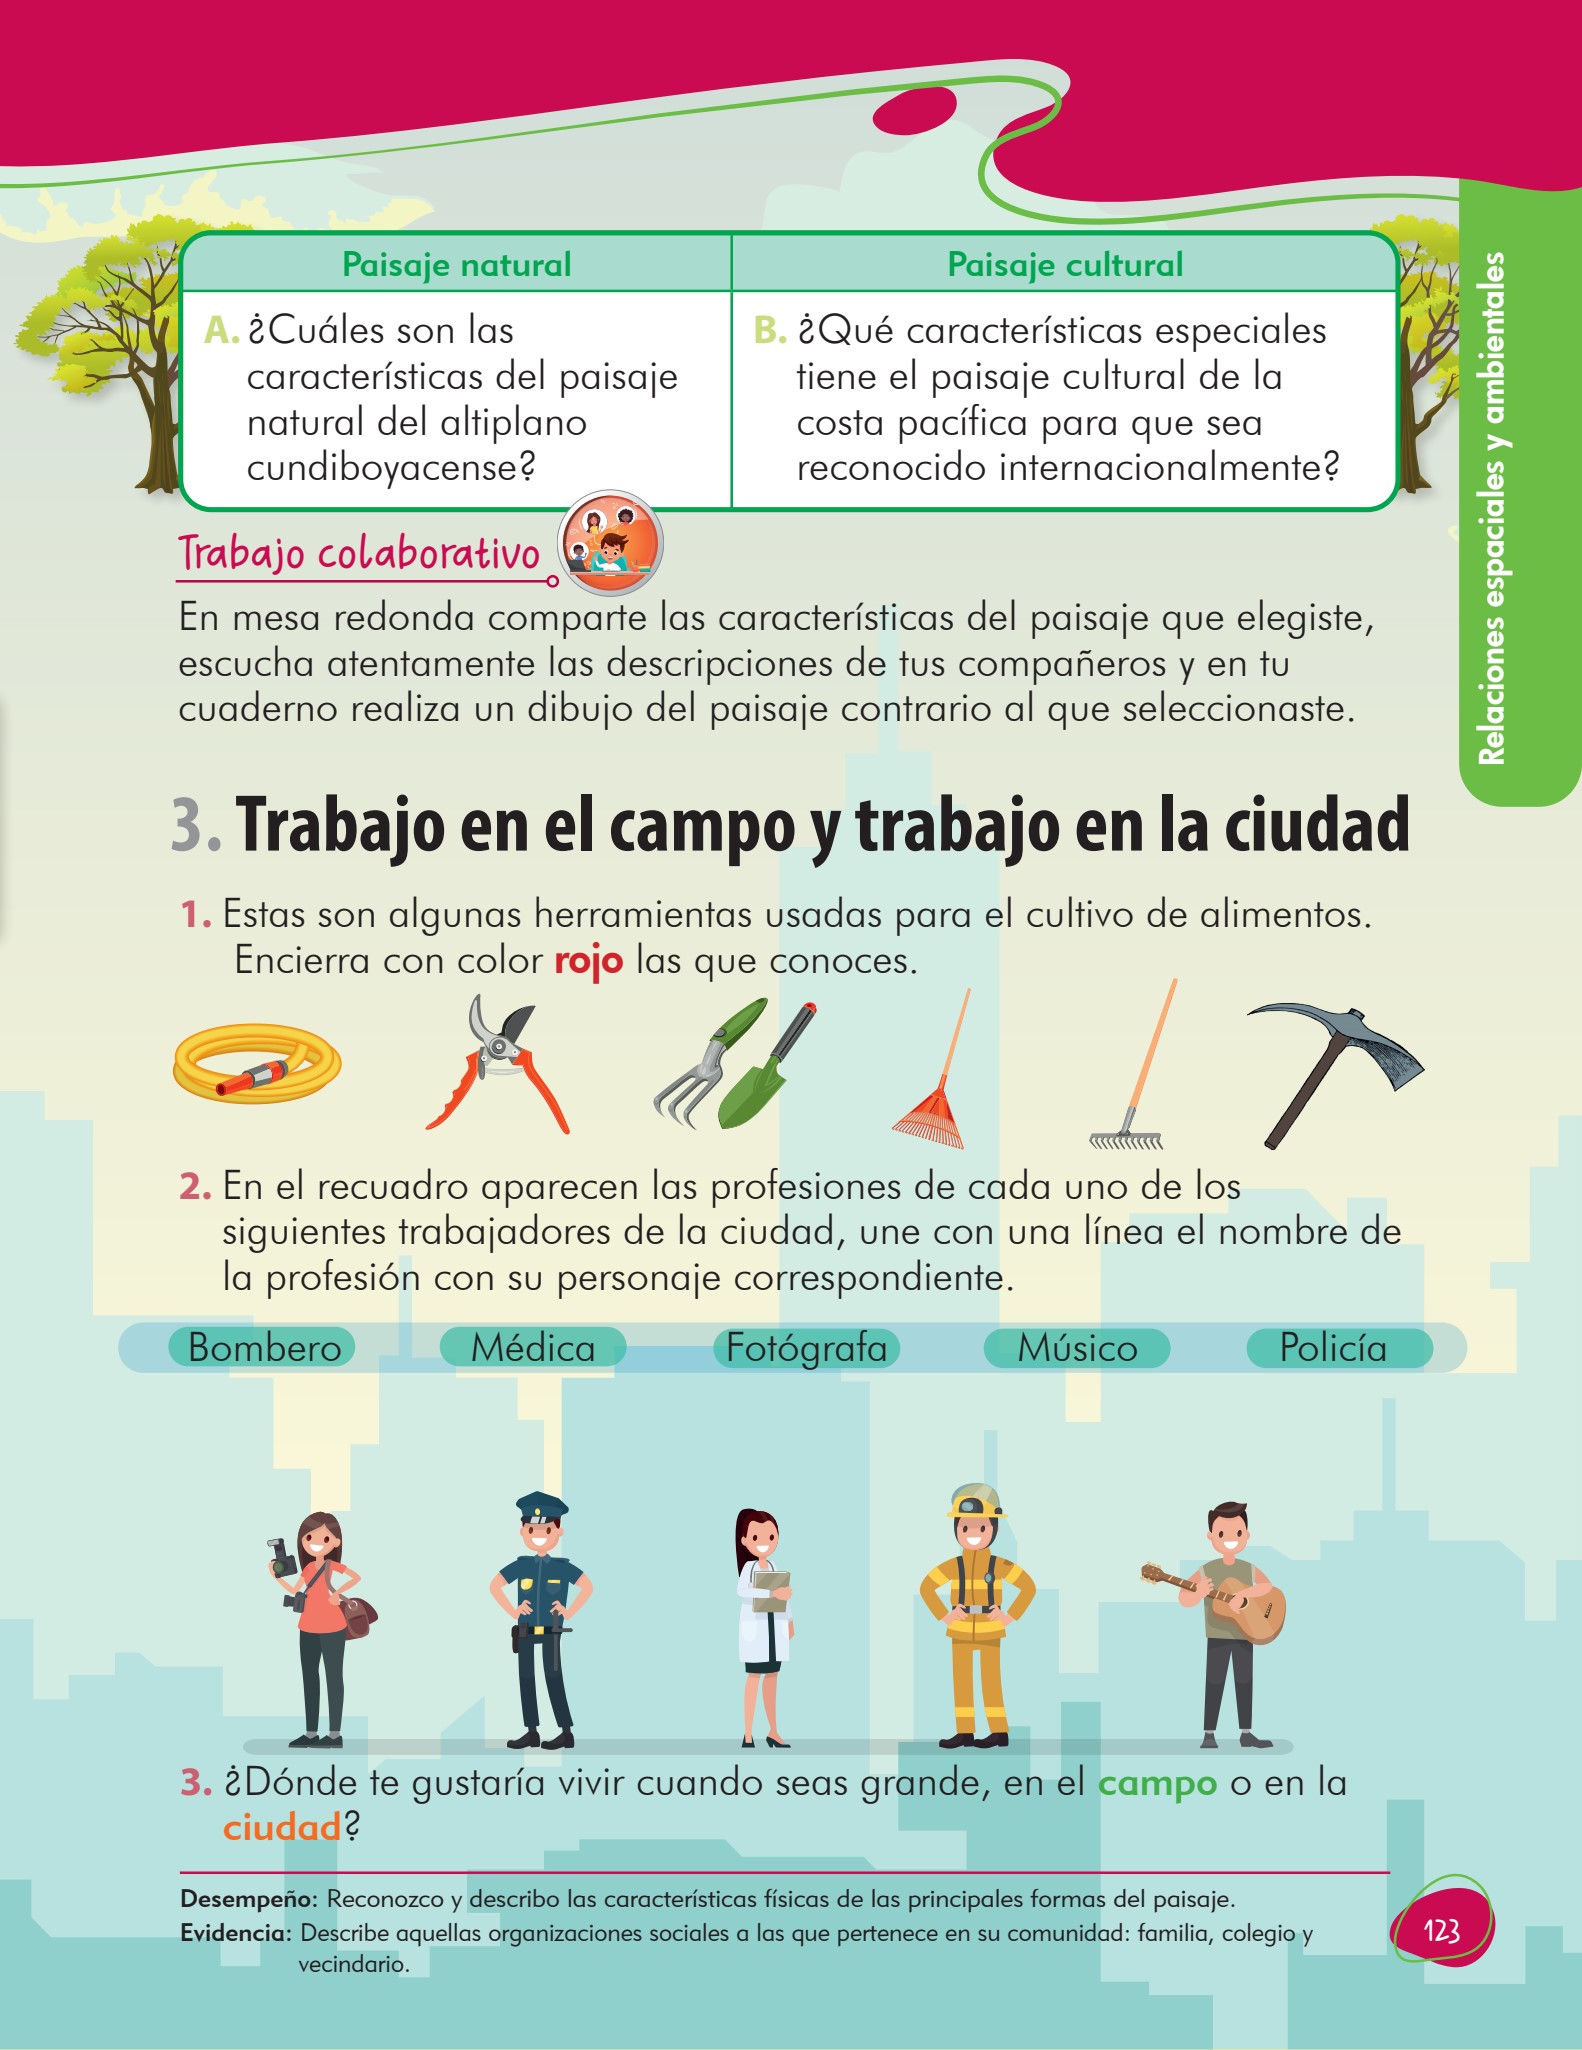 Paisaje natural
Paisaje cultural
A. ¿Cuáles son las
características del paisaje
natural del altiplano
cundiboyacense?
B. ¿Qué características especiales
tiene el paisaje cultural de la
costa pacífica para que sea
reconocido internacionalmente?
Relaciones espaciales y ambientales
Trabajo colaborativo
En mesa redonda comparte las características del paisaje que elegiste,
escucha atentamente las descripciones de tus compañeros y en tu
cuaderno realiza un dibujo del paisaje contrario al que seleccionaste.
3. Trabajo en el campo y trabajo en la ciudad
1. Estas son algunas herramientas usadas para el cultivo de alimentos.
Encierra con color rojo las que conoces.
2. En el recuadro aparecen las profesiones de cada uno de los
siguientes trabajadores de la ciudad, une con una línea el nombre de
la profesión con su personaje correspondiente.
Bombero Médica Fotógrafa Músico Policía
3. ¿Dónde te gustaría vivir cuando seas grande, en el campo o en la
ciudad?
Desempeño: Reconozco y describo las características físicas de las principales formas del paisaje.
Evidencia: Describe aquellas organizaciones sociales a las que pertenece en su comunidad: familia, colegio y
vecindario.
123